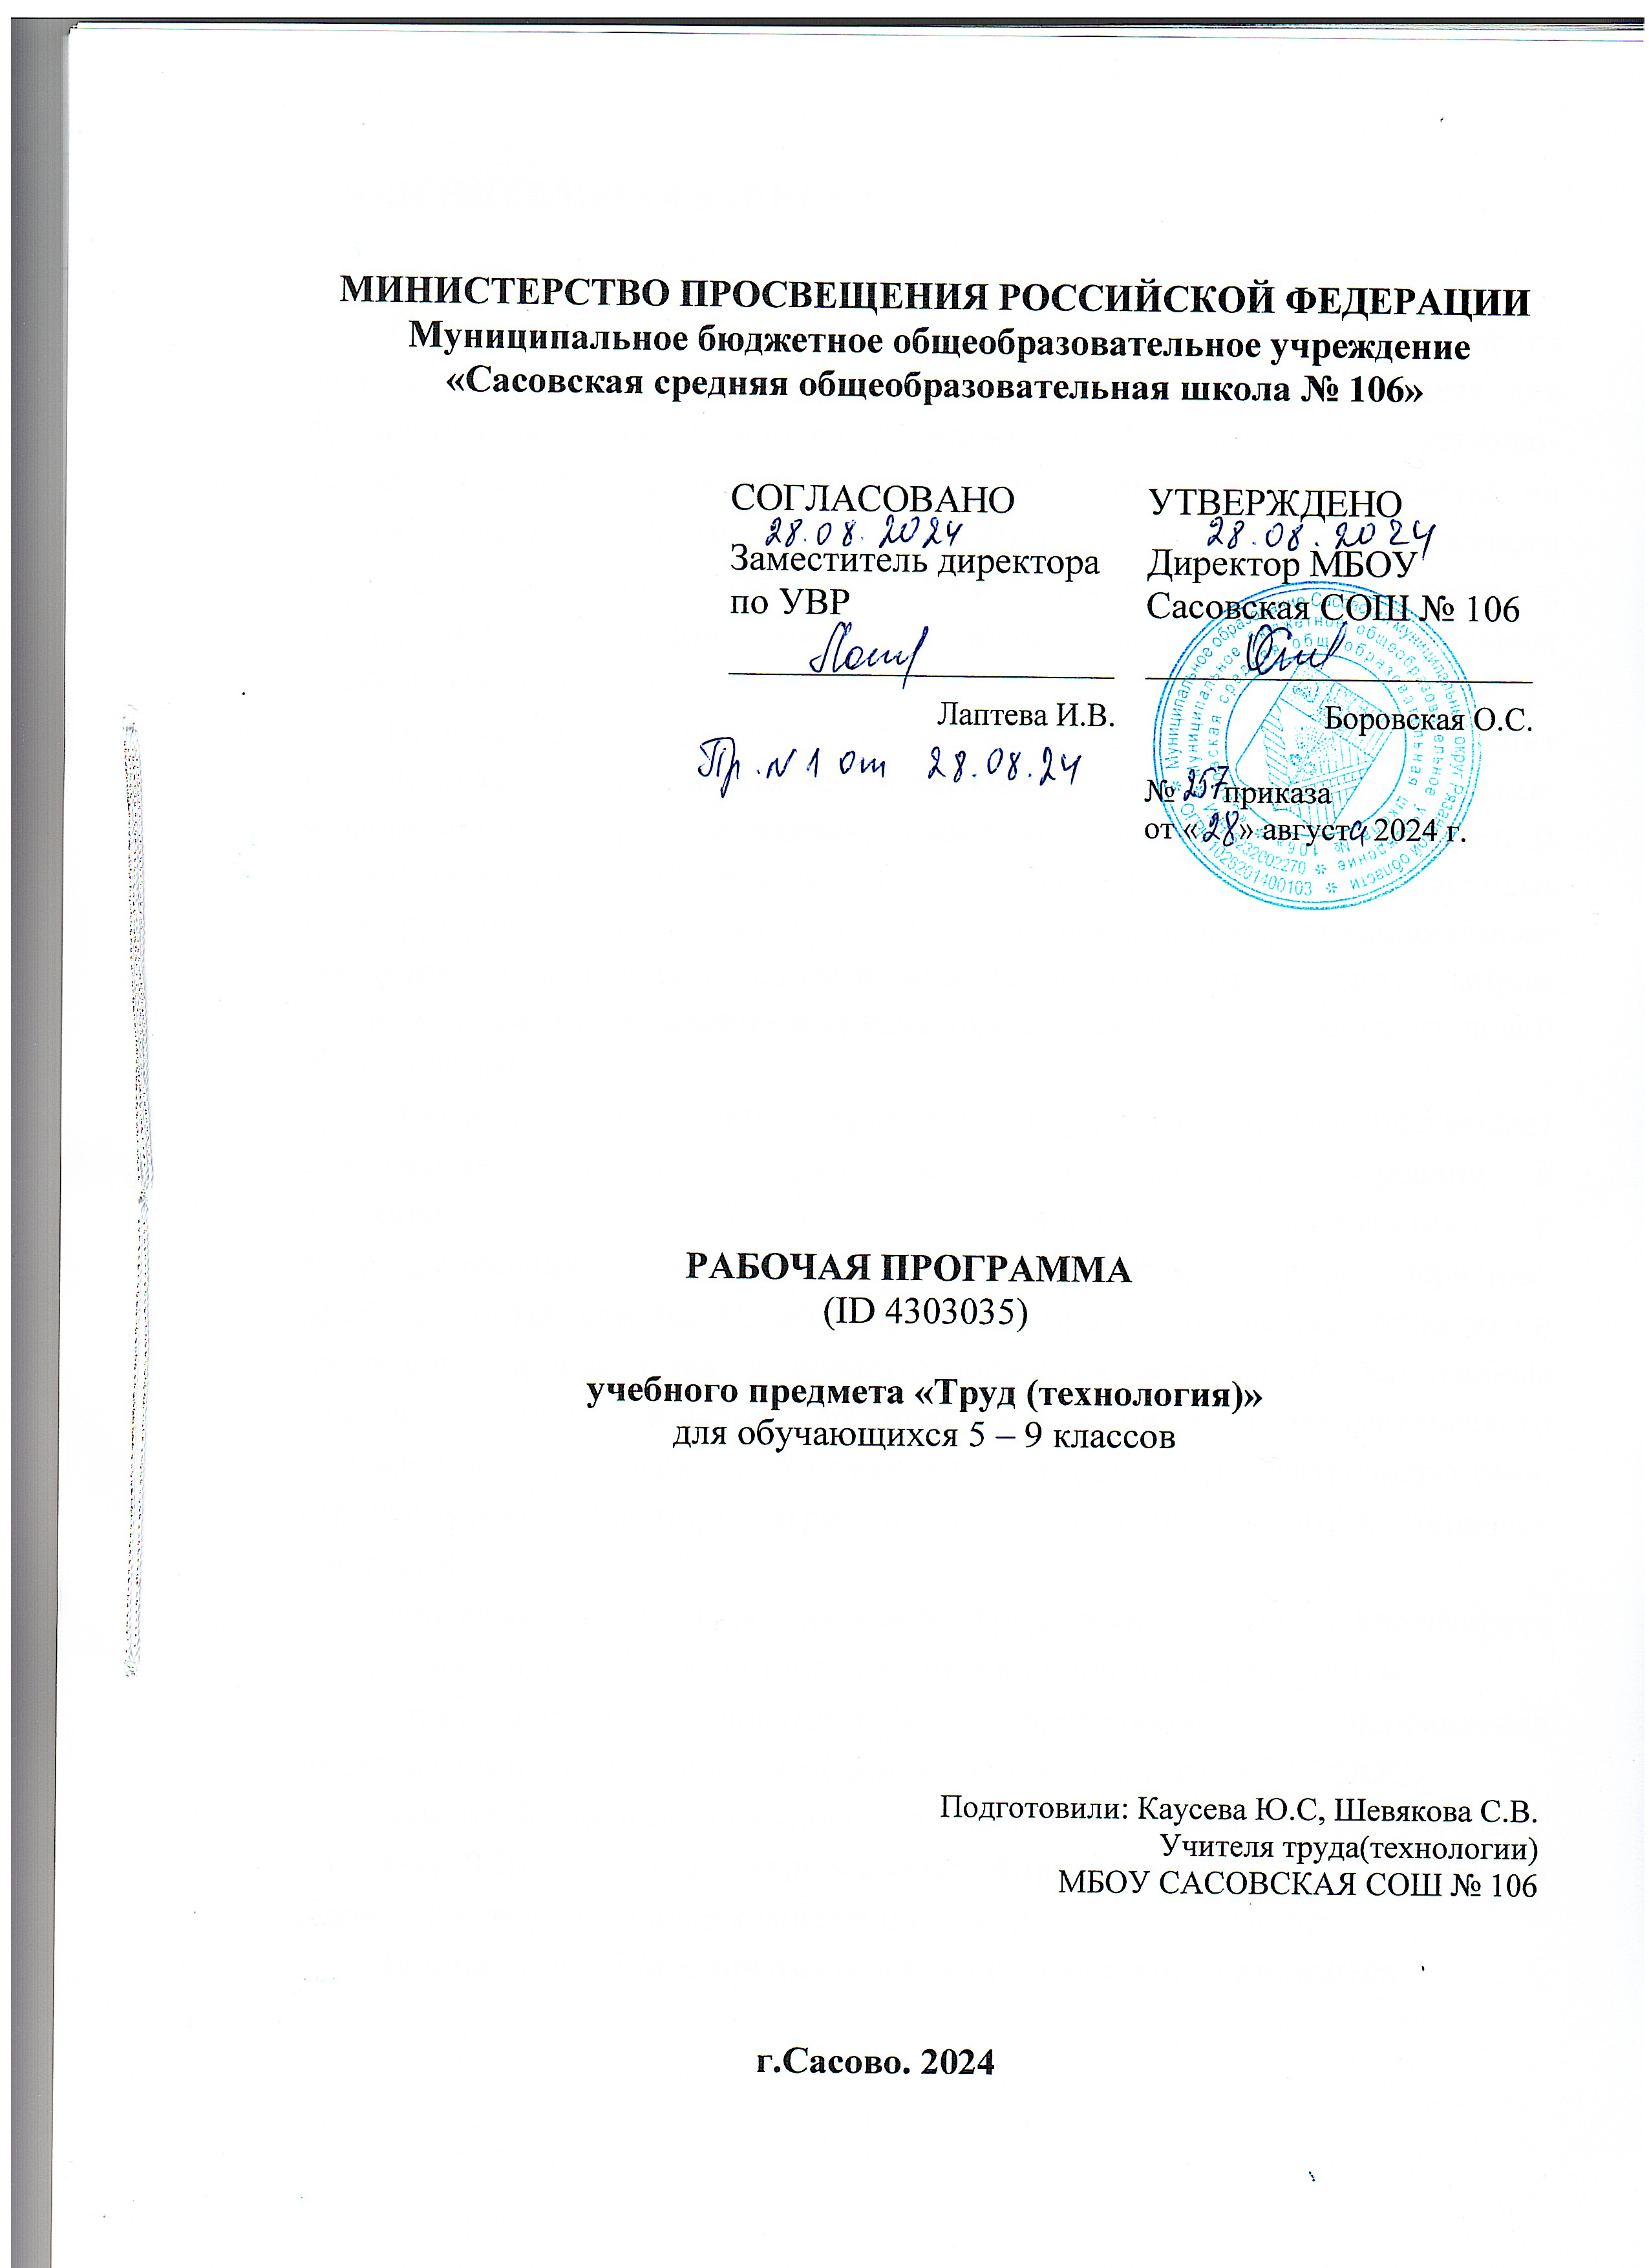 МИНИСТЕРСТВО ПРОСВЕЩЕНИЯ РОССИЙСКОЙ ФЕДЕРАЦИИ
Муниципальное бюджетное общеобразовательное учреждение
«Сасовская средняя общеобразовательная школа № 106»
СОГЛАСОВАНО
28.08.2024
Заместитель директора
по УВР
Лаптева И.В.
Пр. N 1 от 28.08.24
УТВЕРЖДЕНО
28.08.2024
Директор МБОУ
Сасовская СОШ № 106
Боровская О.С.
№ 257 приказа
от «28» августа 2024 г.
РАБОЧАЯ ПРОГРАММА
(ID 4303035)
учебного предмета «Труд (технология)»
для обучающихся 5 – 9 классов
Подготовили: Каусева Ю.С, Шевякова С.В.
Учителя труда(технологии)
МБОУ САСОВСКАЯ СОШ № 106
г.Сасово. 2024